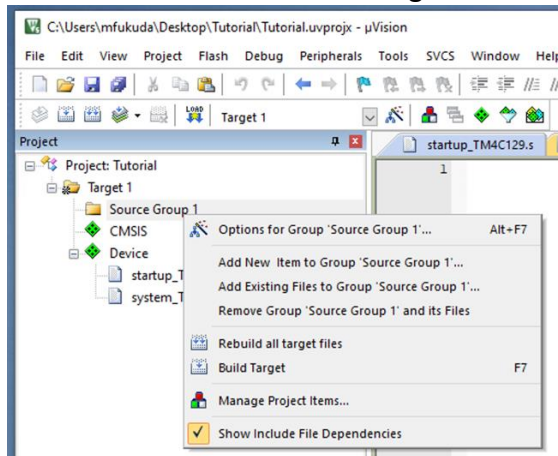 C:\Users\mfukuda\Desktop\Tutorial\Tutorial.uvprojx - µVision
File Edit View Project Flash Debug Peripherals Tools SVCS Window Help
LOAD Target 1
Project startup_TM4C129.s
Project: Tutorial 1
Target 1
Source Group 1
CMSIS
Device
startup_T
system_T
Options for Group 'Source Group 1'... Alt+F7
Add New Item to Group 'Source Group 1'...
Add Existing Files to Group 'Source Group 1'...
Remove Group 'Source Group 1' and its Files
Rebuild all target files
Build Target F7
Manage Project Items...
Show Include File Dependencies